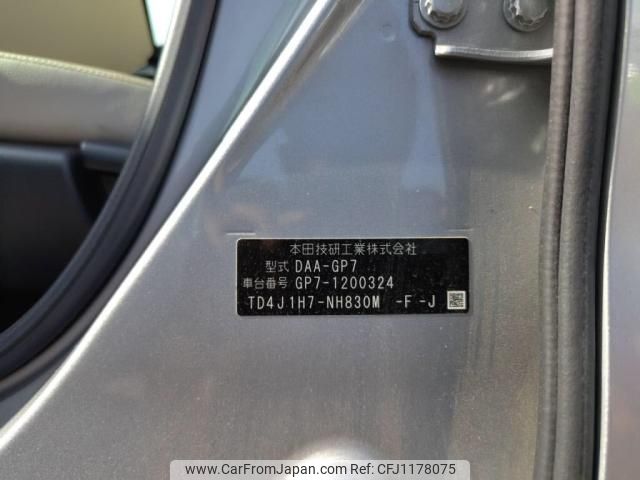 本田技研工業株式会社
型式 DAA-GP7
車台番号 GP7-1200324
TD4J1H7-NH830M -F-J
www.CarFromJapan.com | Ref No. CFJ1178075